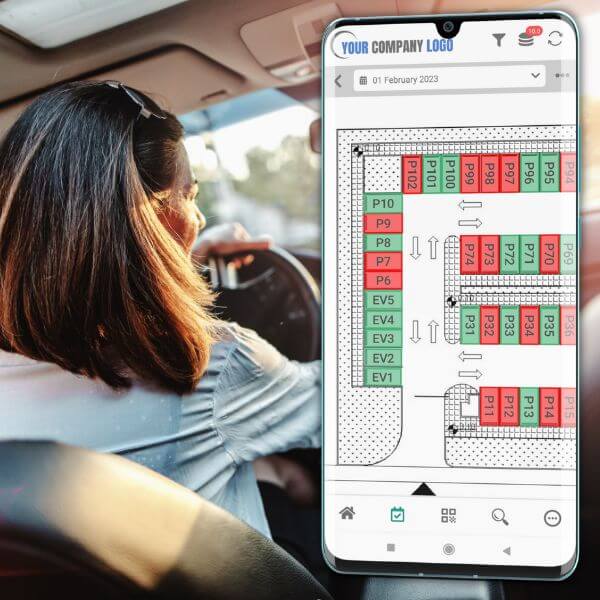 YOUR COMPANY LOGO
10.0
01 February 2023
P102 P101 P100 P99 P98 P97 P96 P95 P94
P10
P9
P8
P7
P6
EV5
EV4
EV3
EV2
EV1
P74 P73 P72 P71 P70 P69
P31 P32 P33 P34 P35 P36
P11 P12 P13 P14 P15